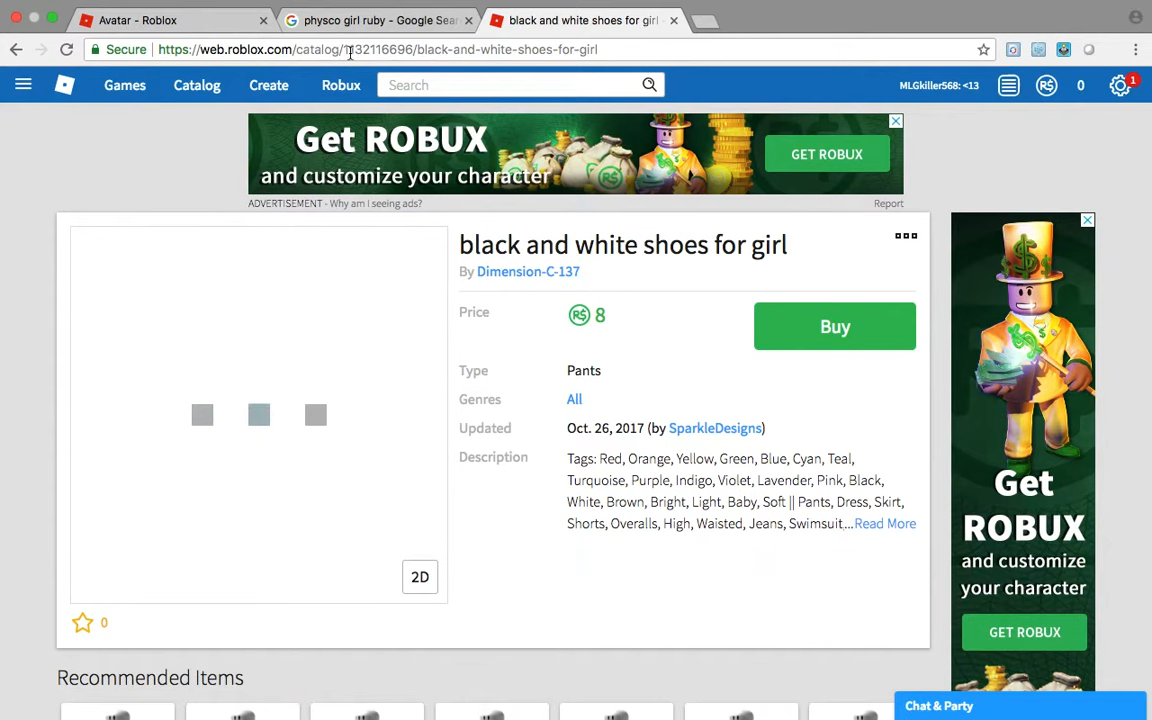 Avatar - Roblox
physco girl ruby - Google Sear
black and white shoes for girl -
Secure https://web.roblox.com/catalog/1132116696/black-and-white-shoes-for-girl
Games Catalog Create Robux Search MLGkiller568: <13 R$ 0 1
Get ROBUX
and customize your character
GET ROBUX
ADVERTISEMENT - Why am I seeing ads? Report
black and white shoes for girl
By Dimension-C-137
Price R$ 8 Buy
Type Pants
Genres All
Updated Oct. 26, 2017 (by SparkleDesigns)
Description Tags: Red, Orange, Yellow, Green, Blue, Cyan, Teal,
Turquoise, Purple, Indigo, Violet, Lavender, Pink, Black,
White, Brown, Bright, Light, Baby, Soft || Pants, Dress, Skirt,
Shorts, Overalls, High, Waisted, Jeans, Swimsuit...Read More
2D
0
Get
ROBUX
and customize
your character
GET ROBUX
Recommended Items
Chat & Party